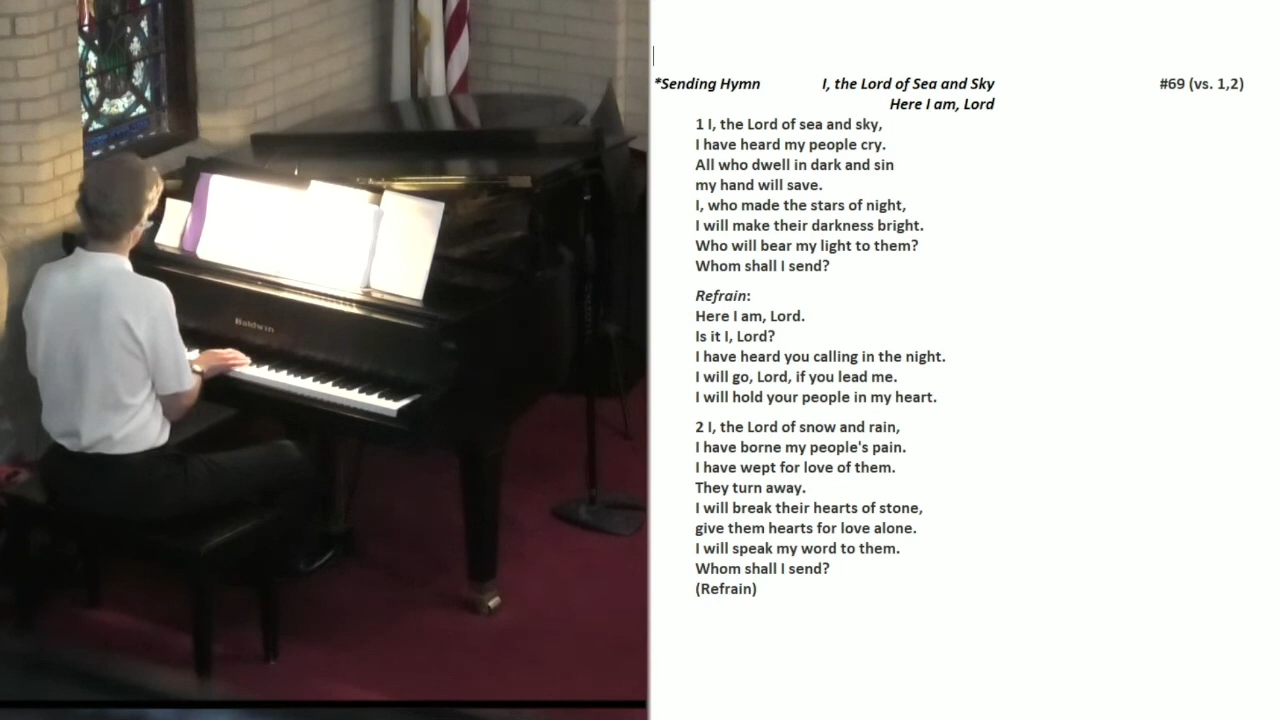 *Sending Hymn I, the Lord of Sea and Sky #69 (vs. 1,2)
Here I am, Lord
1 I, the Lord of sea and sky,
I have heard my people cry.
All who dwell in dark and sin
my hand will save.
I, who made the stars of night,
I will make their darkness bright.
Who will bear my light to them?
Whom shall I send?
Refrain:
Here I am, Lord.
Is it I, Lord?
I have heard you calling in the night.
I will go, Lord, if you lead me.
I will hold your people in my heart.
2 I, the Lord of snow and rain,
I have borne my people's pain.
I have wept for love of them.
They turn away.
I will break their hearts of stone,
give them hearts for love alone.
I will speak my word to them.
Whom shall I send?
(Refrain)
Baldwin